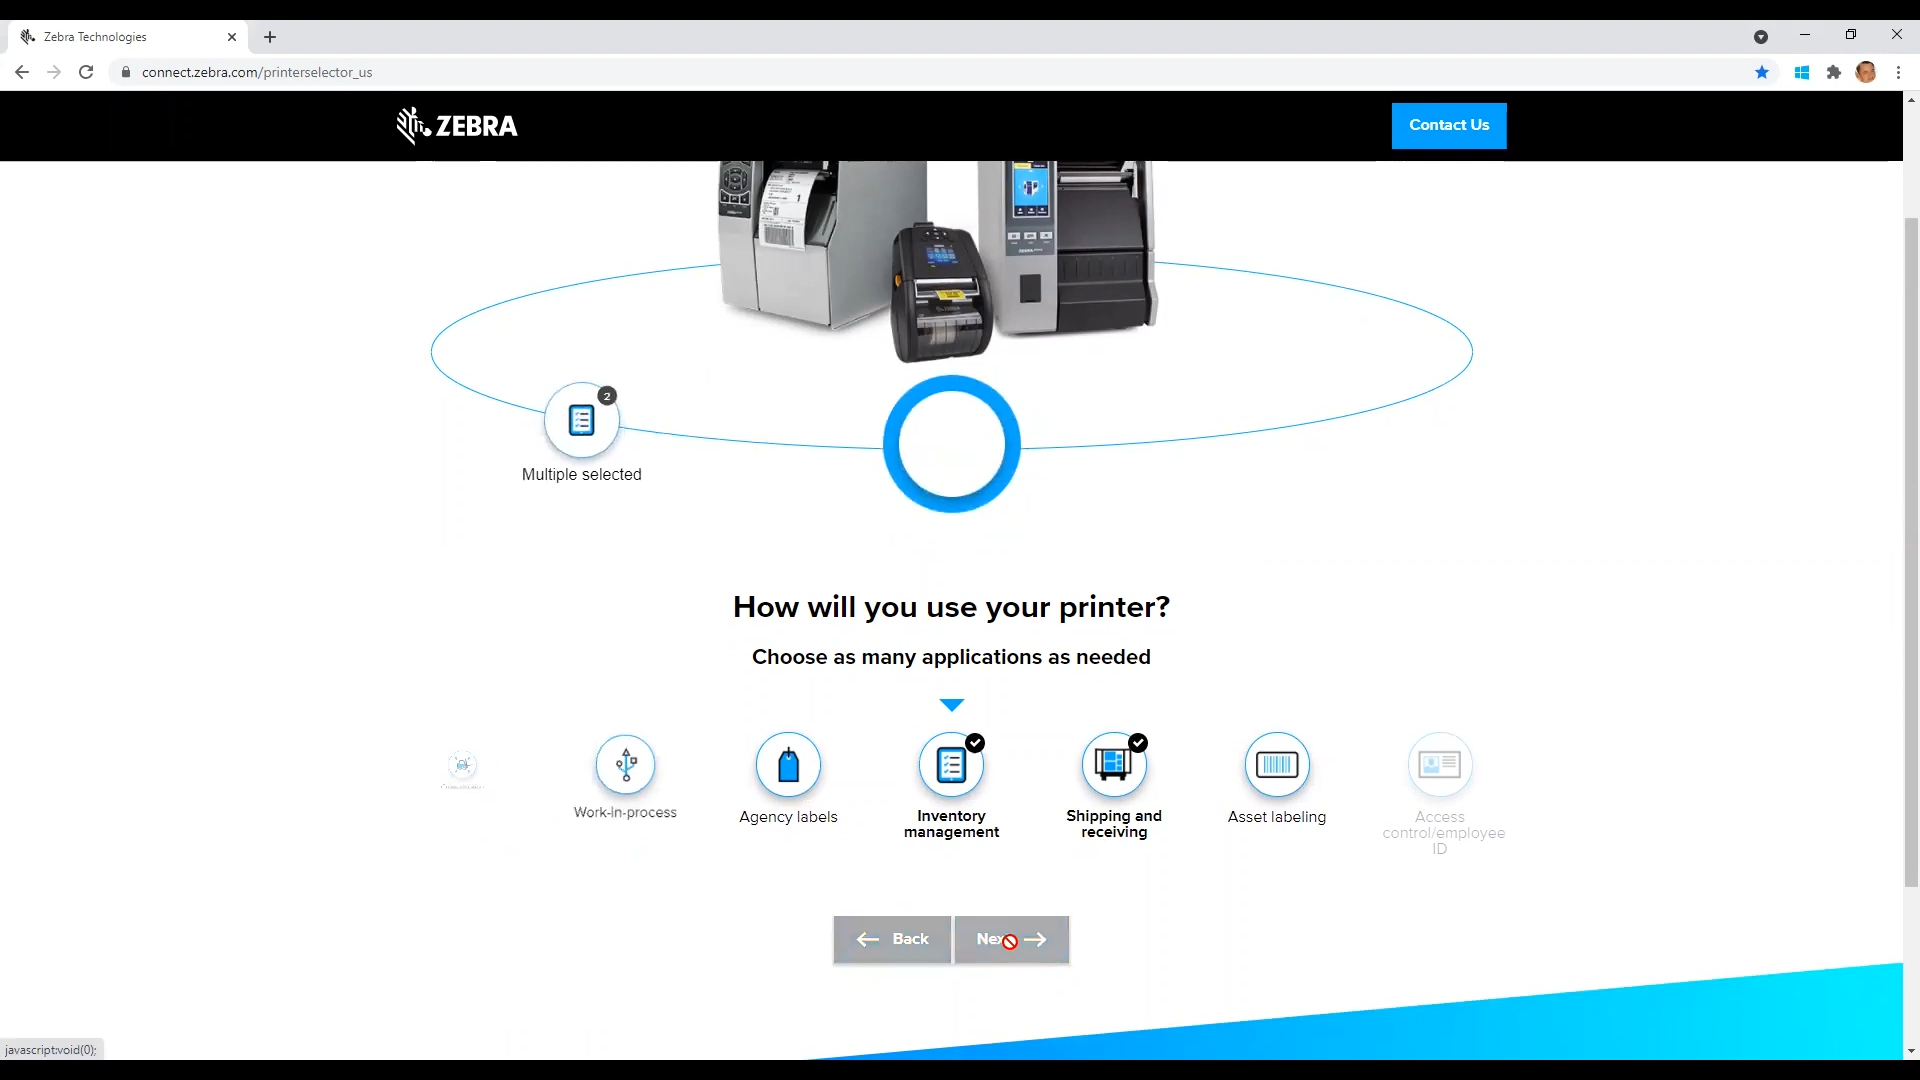 Zebra Technologies
connect.zebra.com/printerselector_us
ZEBRA
Contact Us
1
2
Multiple selected
How will you use your printer?
Choose as many applications as needed
Work-In-process
Agency labels
Inventory
management
Shipping and
receiving
Asset labeling
Access
control/employee
ID
Back
javascript:void(0);